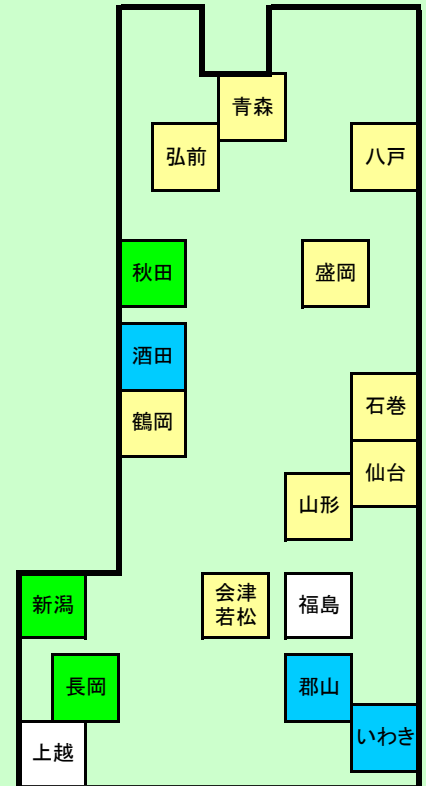 青森
弘前
八戸
秋田
盛岡
酒田
石巻
鶴岡
仙台
山形
新潟
会津
若松
福島
長岡
郡山
いわき
上越